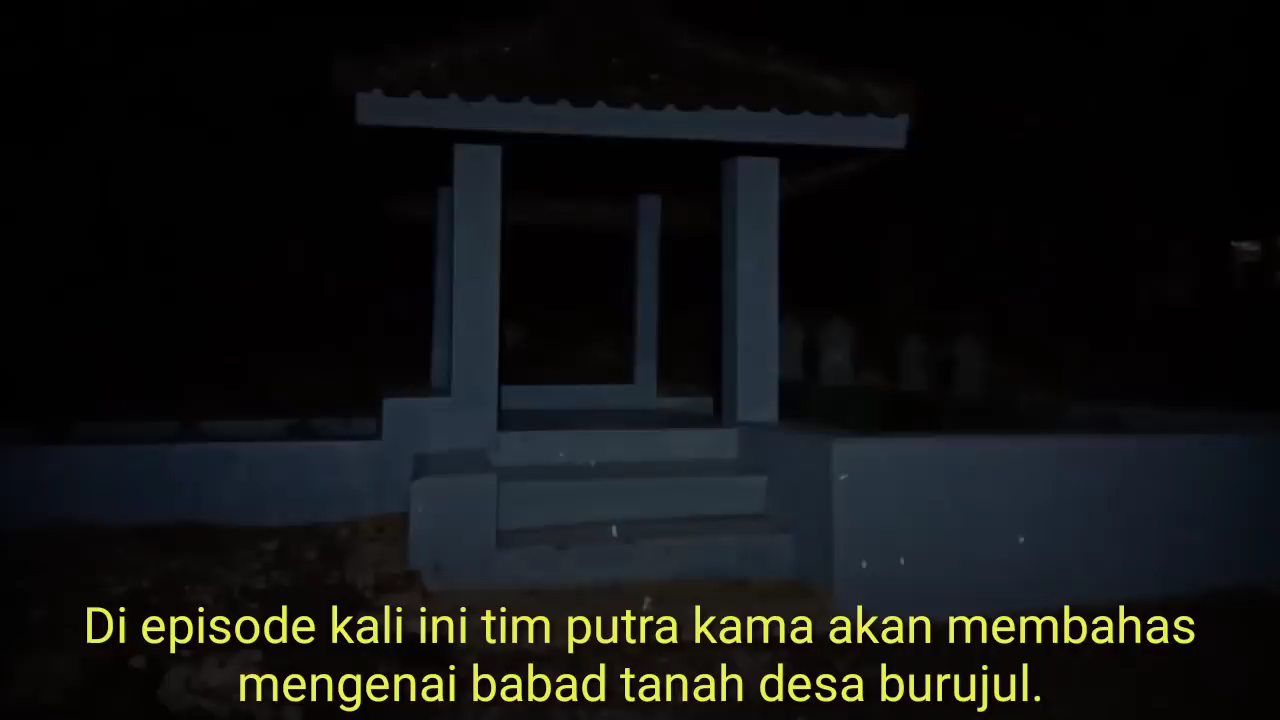 Di episode kali ini tim putra kama akan membahas
mengenai babad tanah desa burujul.